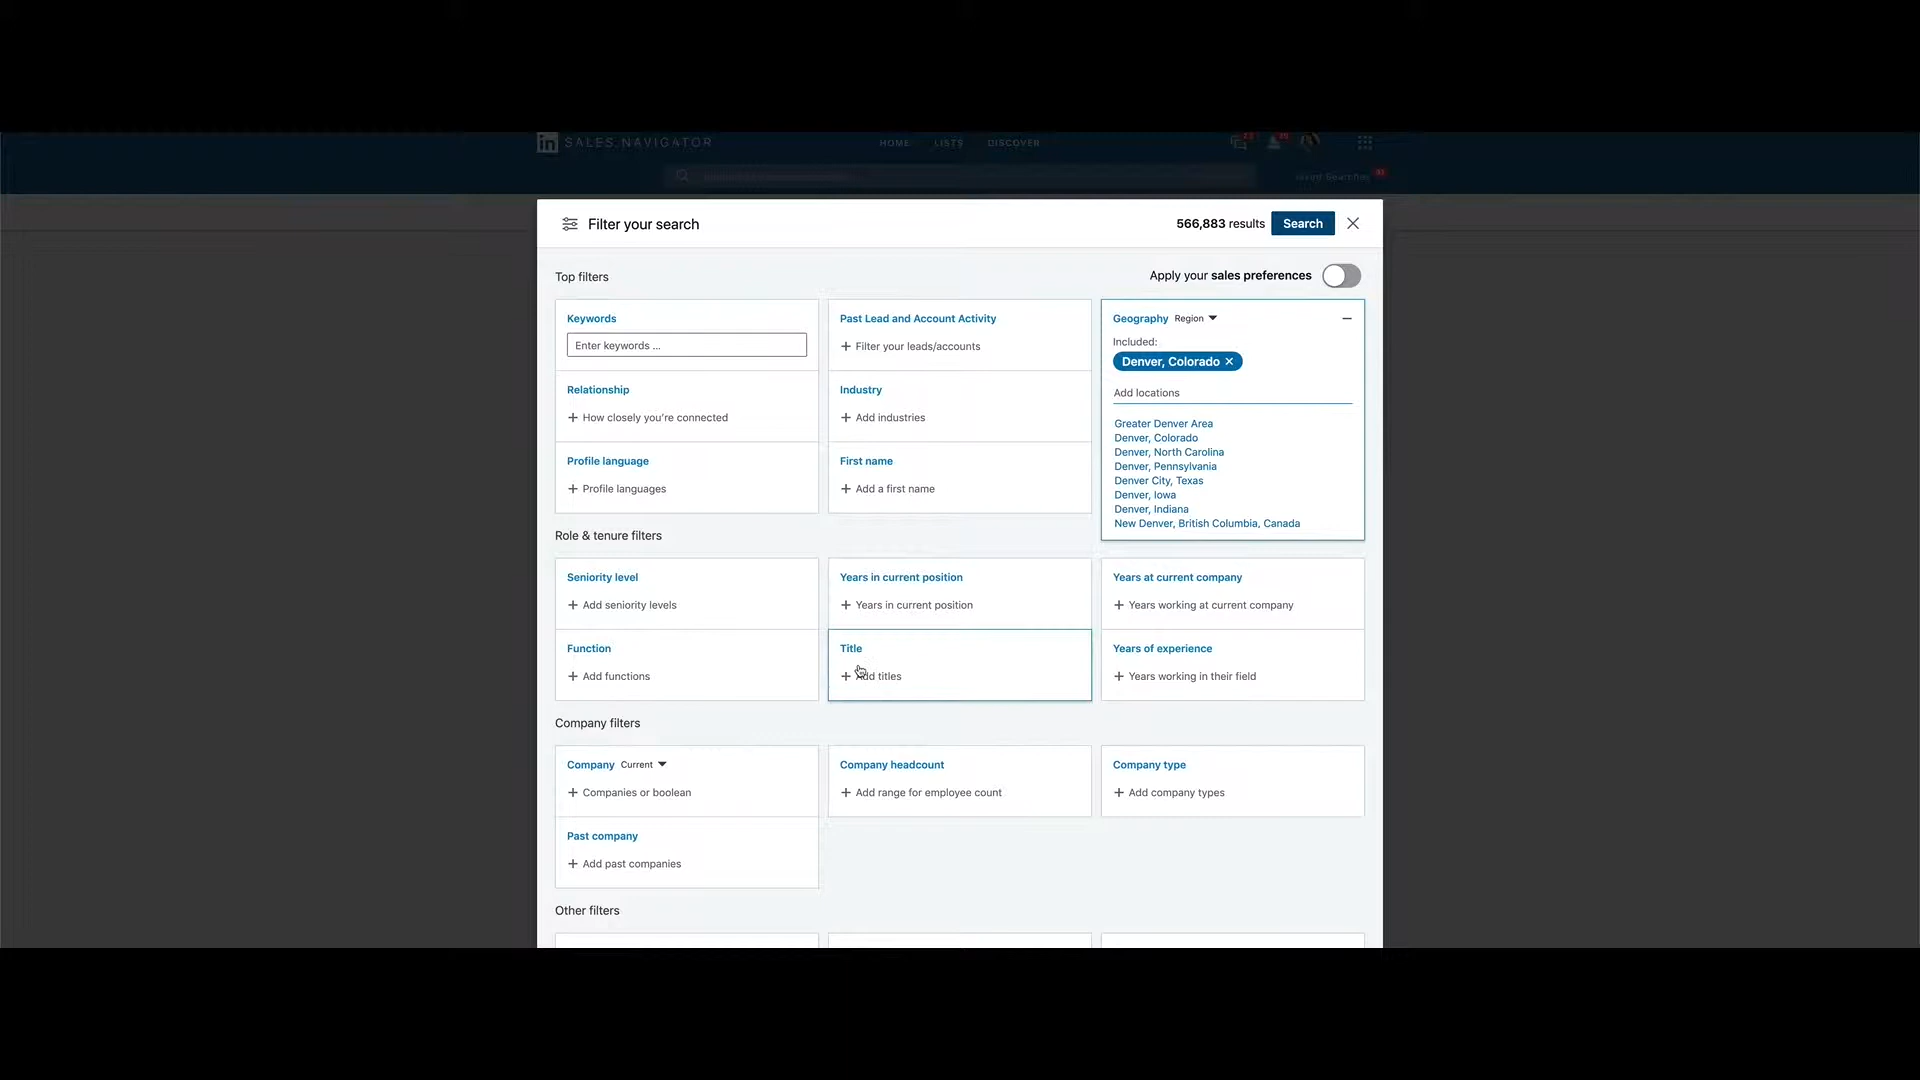 in SALES NAVIGATOR
HOME
LISTS
DISCOVER
Saved Searches
Filter your search
566,883 results
Search
Top filters
Apply your sales preferences
Keywords
Enter keywords ...
Past Lead and Account Activity
+ Filter your leads/accounts
Geography Region
Included:
Denver, Colorado ×
Add locations
Greater Denver Area
Denver, Colorado
Denver, North Carolina
Denver, Pennsylvania
Denver City, Texas
Denver, Iowa
Denver, Indiana
New Denver, British Columbia, Canada
Relationship
+ How closely you're connected
Industry
+ Add industries
Profile language
+ Profile languages
First name
+ Add a first name
Role & tenure filters
Seniority level
+ Add seniority levels
Years in current position
+ Years in current position
Years at current company
+ Years working at current company
Function
+ Add functions
Title
+ Add titles
Years of experience
+ Years working in their field
Company filters
Company Current
+ Companies or boolean
Company headcount
+ Add range for employee count
Company type
+ Add company types
Past company
+ Add past companies
Other filters